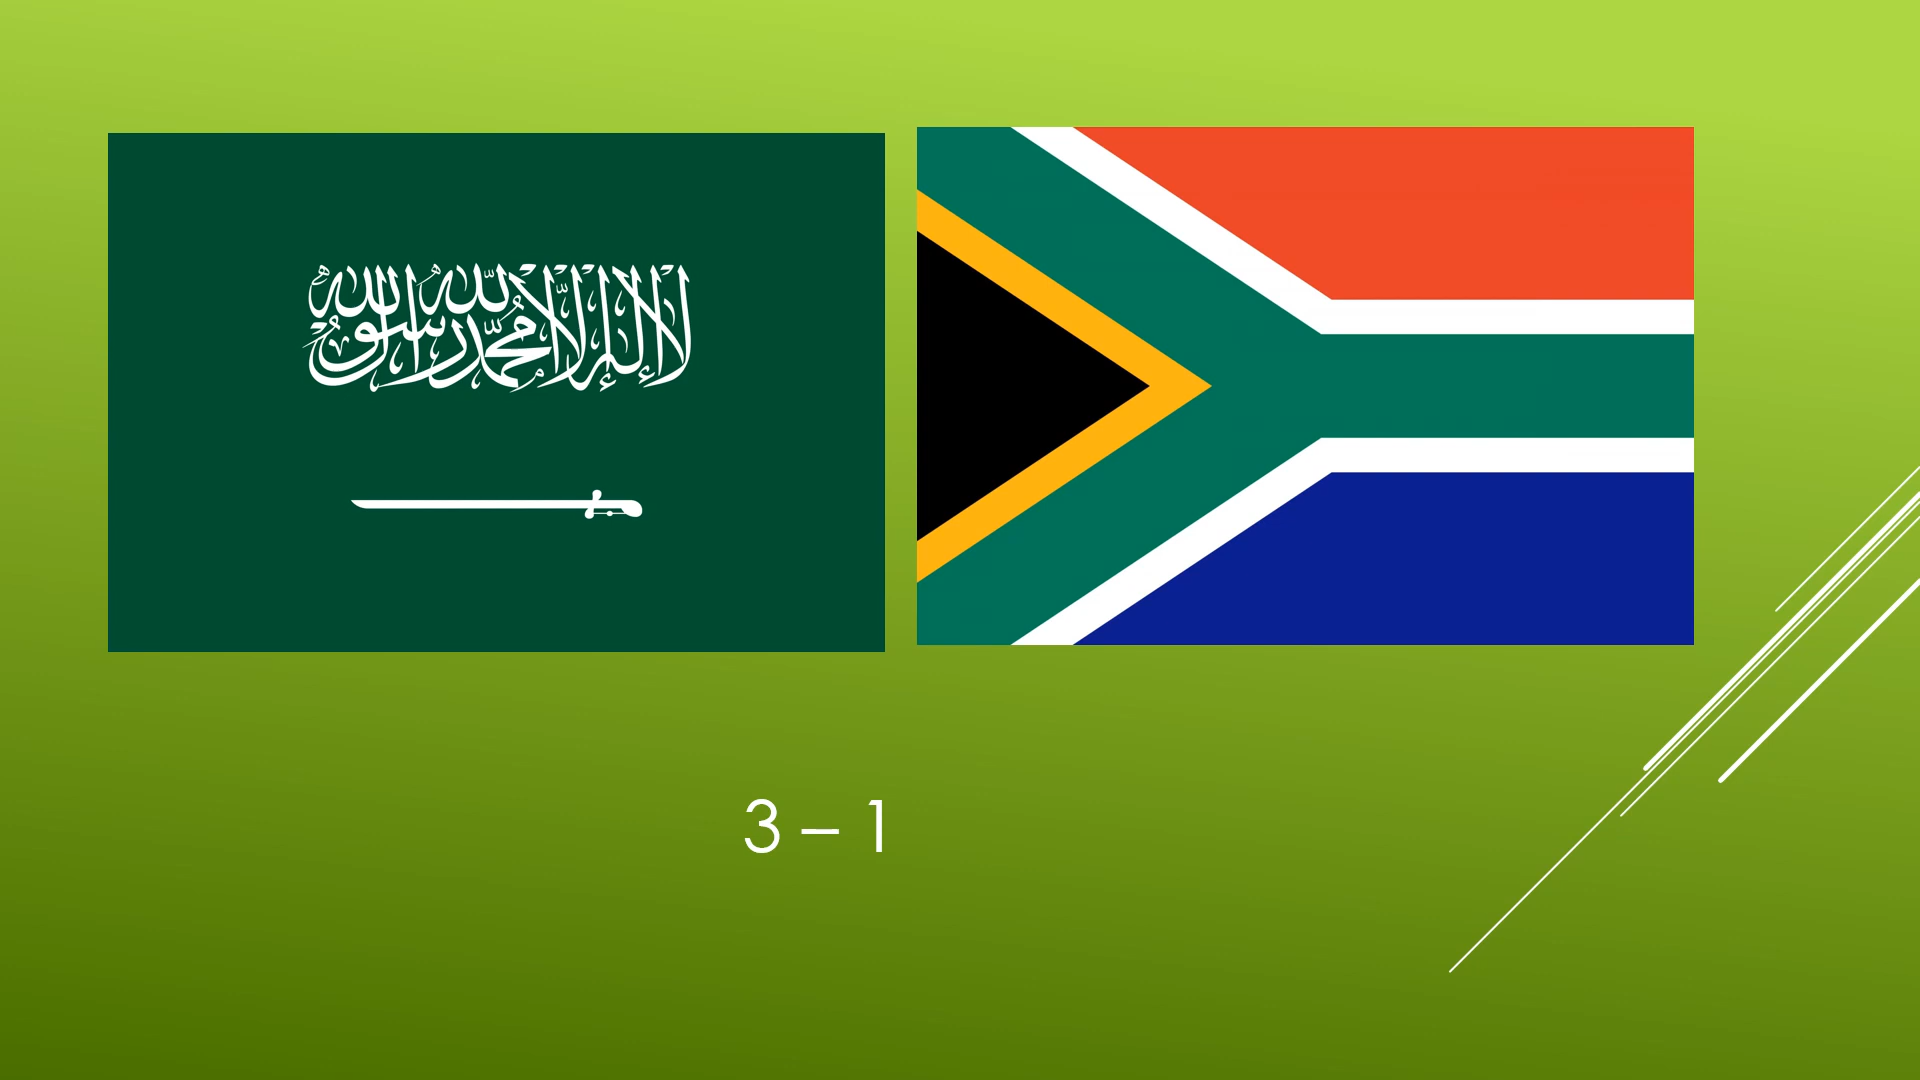 لا إله إلا الله محمد رسول الله
3 – 1